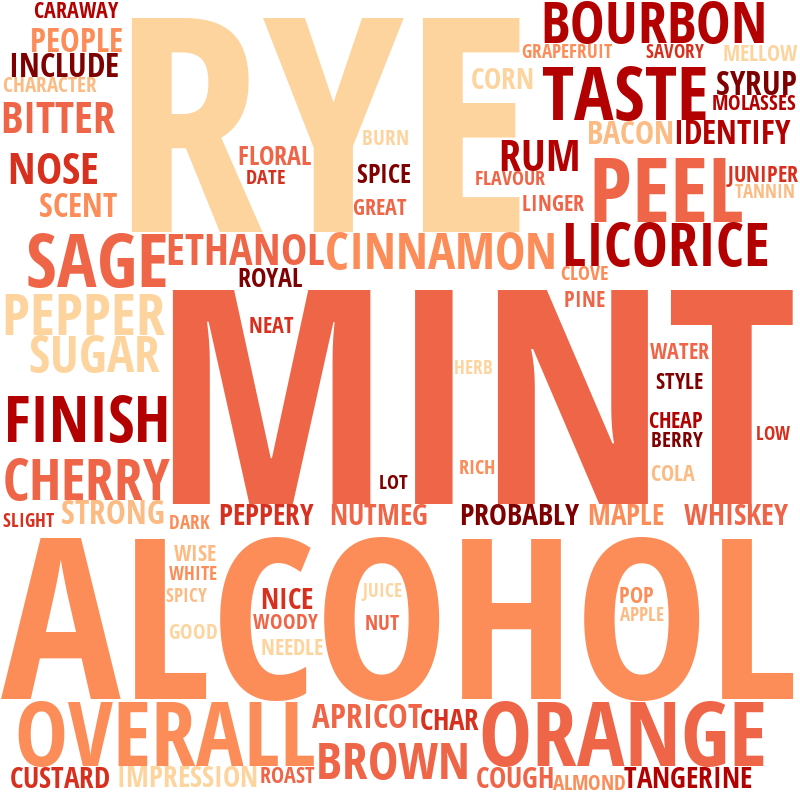 CARAWAY
BOURBON
PEOPLE
RYE
GRAPEFRUIT
SAVORY
MELLOW
INCLUDE
CORN
TASTE
SYRUP
CHARACTER
MOLASSES
BITTER
BURN
BACON
IDENTIFY
NOSE
FLORAL
RUM
DATE
SPICE
FLAVOUR
PEEL
JUNIPER
TANNIN
SCENT
GREAT
LINGER
SAGE
ETHANOL
CINNAMON
LICORICE
ROYAL
CLOVE
PEPPER
MINT
PINE
NEAT
SUGAR
WATER
HERB
STYLE
FINISH
CHEAP
BERRY
LOW
CHERRY
RICH
COLA
LOT
SLIGHT
STRONG
DARK
PEPPERY
NUTMEG
PROBABLY
MAPLE
WHISKEY
ALCOHOL
WISE
WHITE
SPICY
NICE
JUICE
POP
APPLE
GOOD
WOODY
NUT
NEEDLE
OVERALL
APRICOT
CHAR
ORANGE
BROWN
CUSTARD
IMPRESSION
ROAST
COUGH
ALMOND
TANGERINE